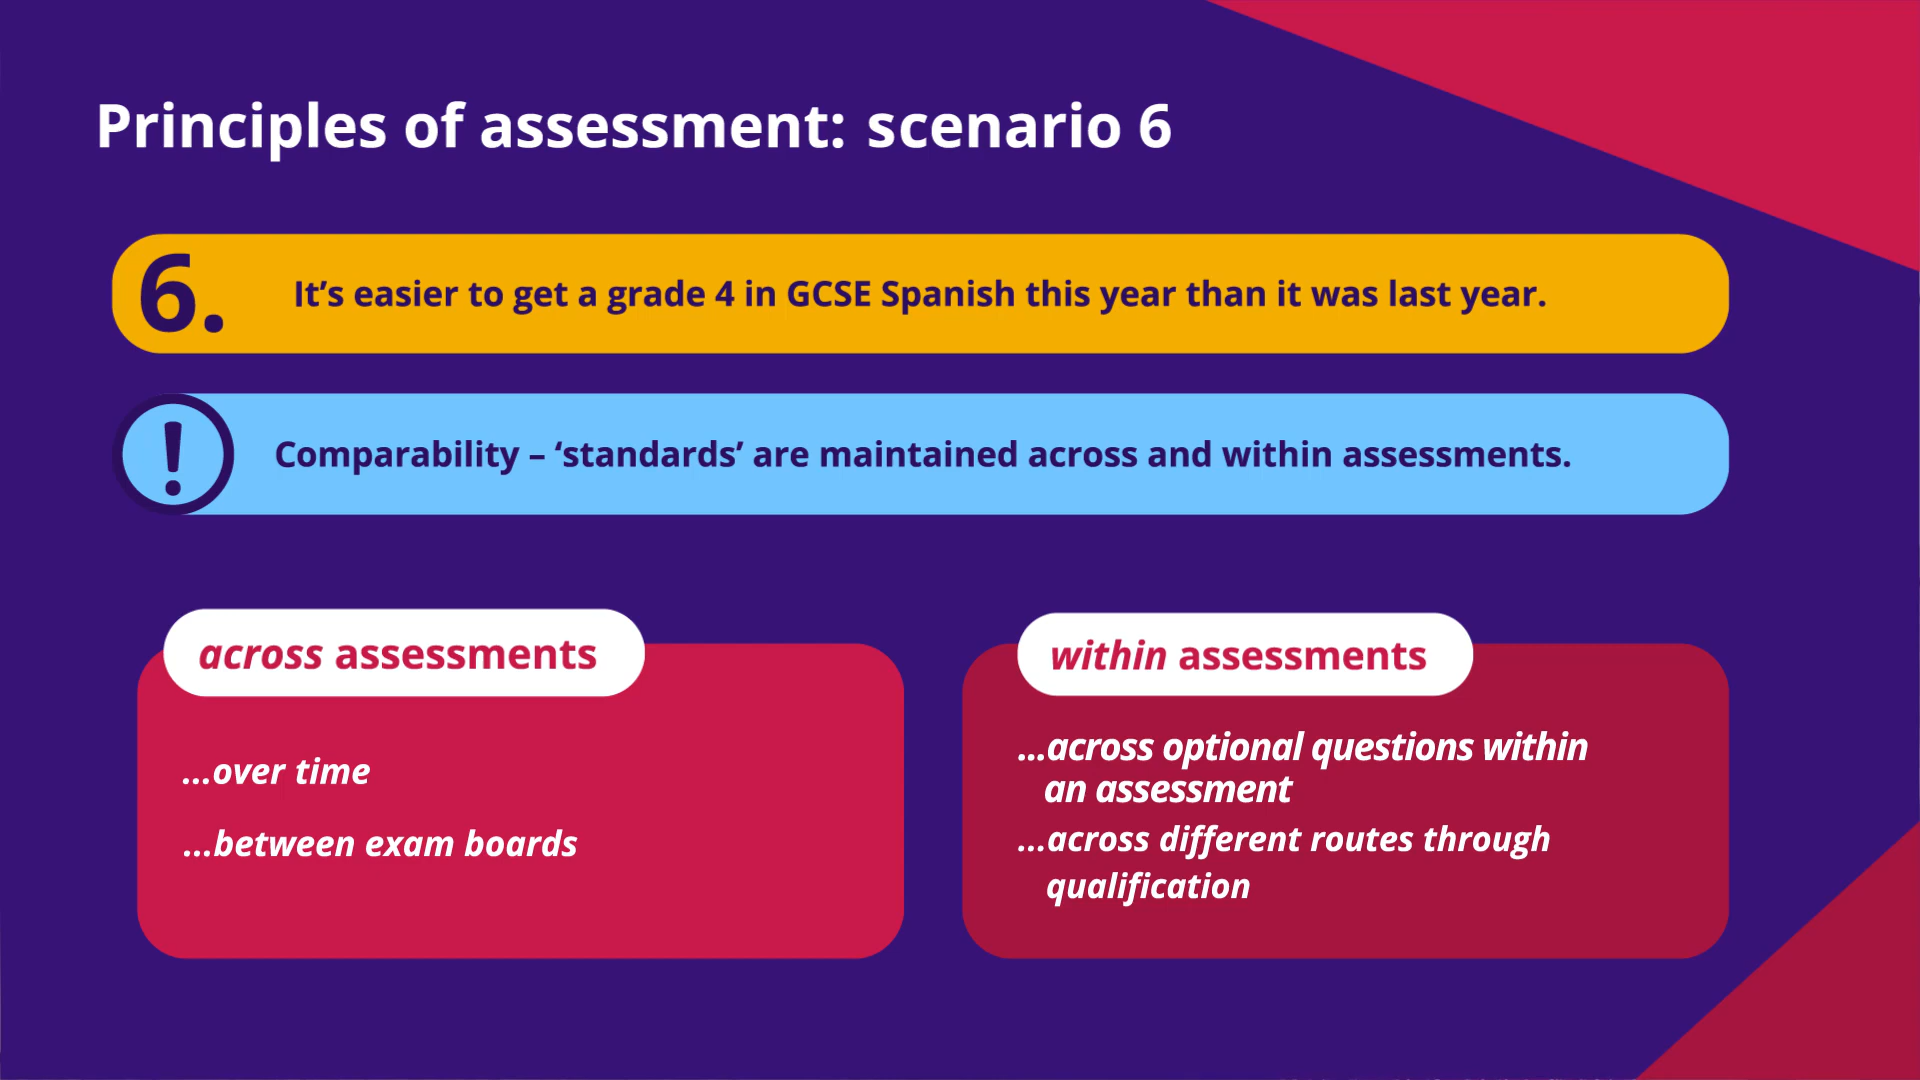 Principles of assessment: scenario 6
6. It’s easier to get a grade 4 in GCSE Spanish this year than it was last year.
! Comparability – ‘standards’ are maintained across and within assessments.
across assessments
...over time
...between exam boards
within assessments
...across optional questions within
an assessment
...across different routes through
qualification